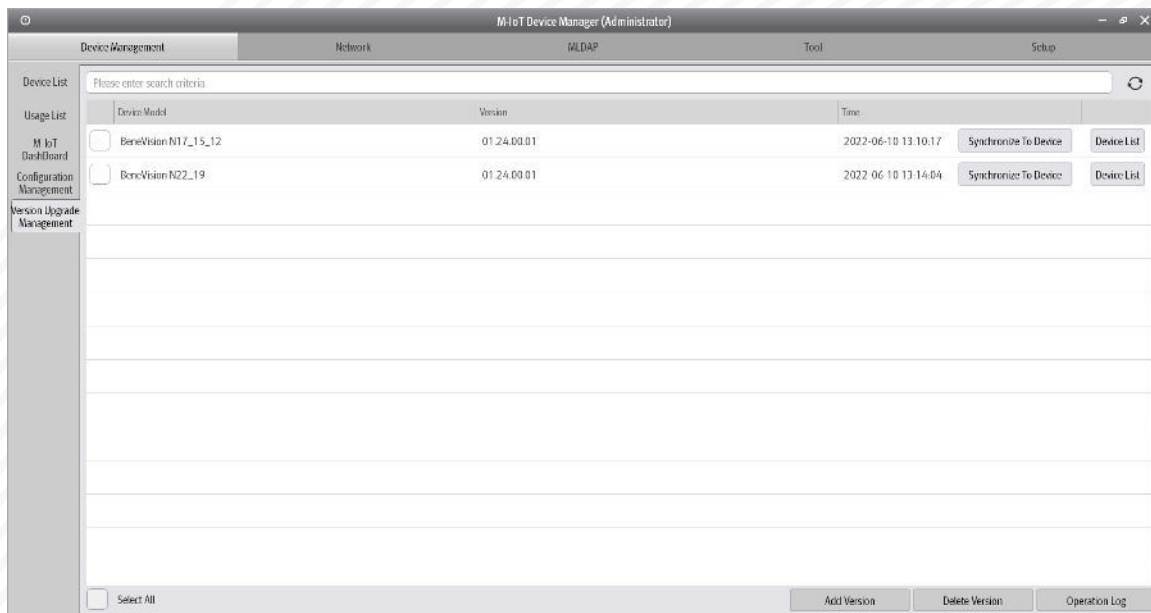 M-IoT Device Manager (Administrator)
Device Management Network MLDAP Tool Setup
Device List
Please enter search criteria
Usage List
Device Model Version Time
M-IoT
DashBoard
BeneVision N17_15_12 01.24.00.01 2022-06-10 13:10:17 Synchronize To Device Device List
Configuration
Management
BeneVision N22_19 01.24.00.01 2022-06-10 13:14:04 Synchronize To Device Device List
Version Upgrade
Management
Select All Add Version Delete Version Operation Log